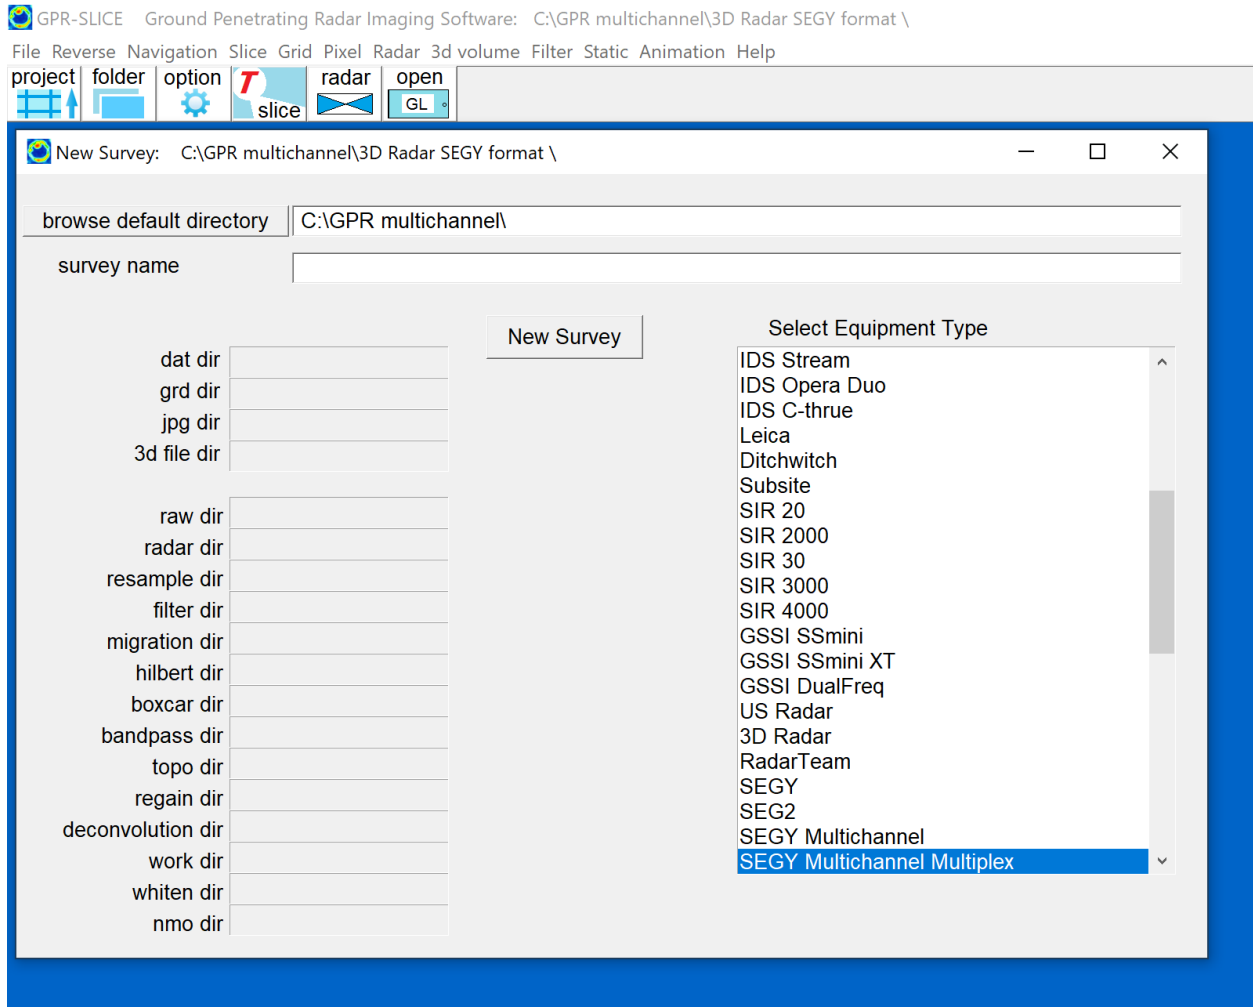 GPR-SLICE Ground Penetrating Radar Imaging Software: C:\GPR multichannel\3D Radar SEGY format \
File Reverse Navigation Slice Grid Pixel Radar 3d volume Filter Static Animation Help
project folder option T slice radar open GL
New Survey: C:\GPR multichannel\3D Radar SEGY format \
browse default directory C:\GPR multichannel\
survey name
New Survey
dat dir
grd dir
jpg dir
3d file dir
raw dir
radar dir
resample dir
filter dir
migration dir
hilbert dir
boxcar dir
bandpass dir
topo dir
regain dir
deconvolution dir
work dir
whiten dir
nmo dir
Select Equipment Type
IDS Stream
IDS Opera Duo
IDS C-thrue
Leica
Ditchwitch
Subsite
SIR 20
SIR 2000
SIR 30
SIR 3000
SIR 4000
GSSI SSmini
GSSI SSmini XT
GSSI DualFreq
US Radar
3D Radar
RadarTeam
SEGY
SEG2
SEGY Multichannel
SEGY Multichannel Multiplex